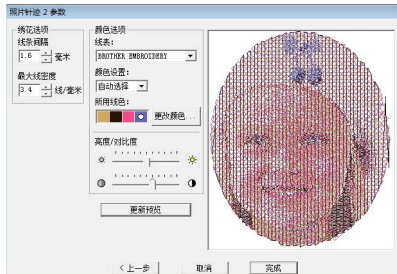 照片针迹 2 参数
绣花选项
线条间隔
1.6 毫米
最大线密度
3.4 线/毫米
颜色选项
线表:
BROTHER EMBROIDERY
颜色设置:
自动选择
所用线色:
更改颜色...
亮度/对比度
更新预览
< 上一步
取消
完成